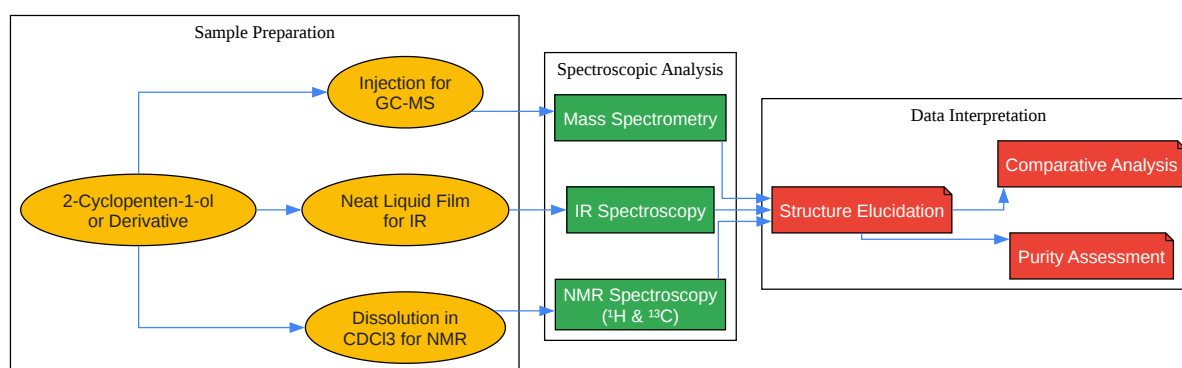 Sample Preparation
Injection for
GC-MS
2-Cyclopenten-1-ol
or Derivative
Neat Liquid Film
for IR
Dissolution in
CDCl3 for NMR
Spectroscopic Analysis
Mass Spectrometry
IR Spectroscopy
NMR Spectroscopy
(¹H & ¹³C)
Data Interpretation
Structure Elucidation
Comparative Analysis
Purity Assessment